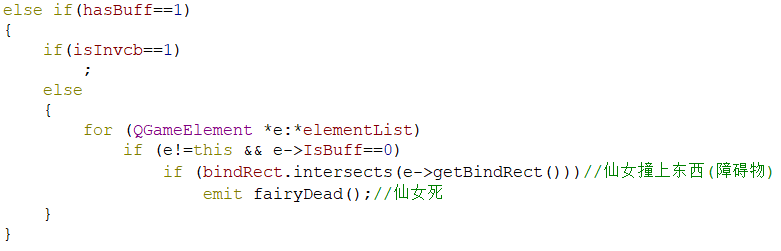 else if(hasBuff==1)
{
    if(isInvcb==1)
        ;
    else
    {
        for (QGameElement *e:*elementList)
            if (e!=this && e->IsBuff==0)
                if (bindRect.intersects(e->getBindRect()))//仙女撞上东西(障碍物)
                    emit fairyDead();//仙女死
    }
}